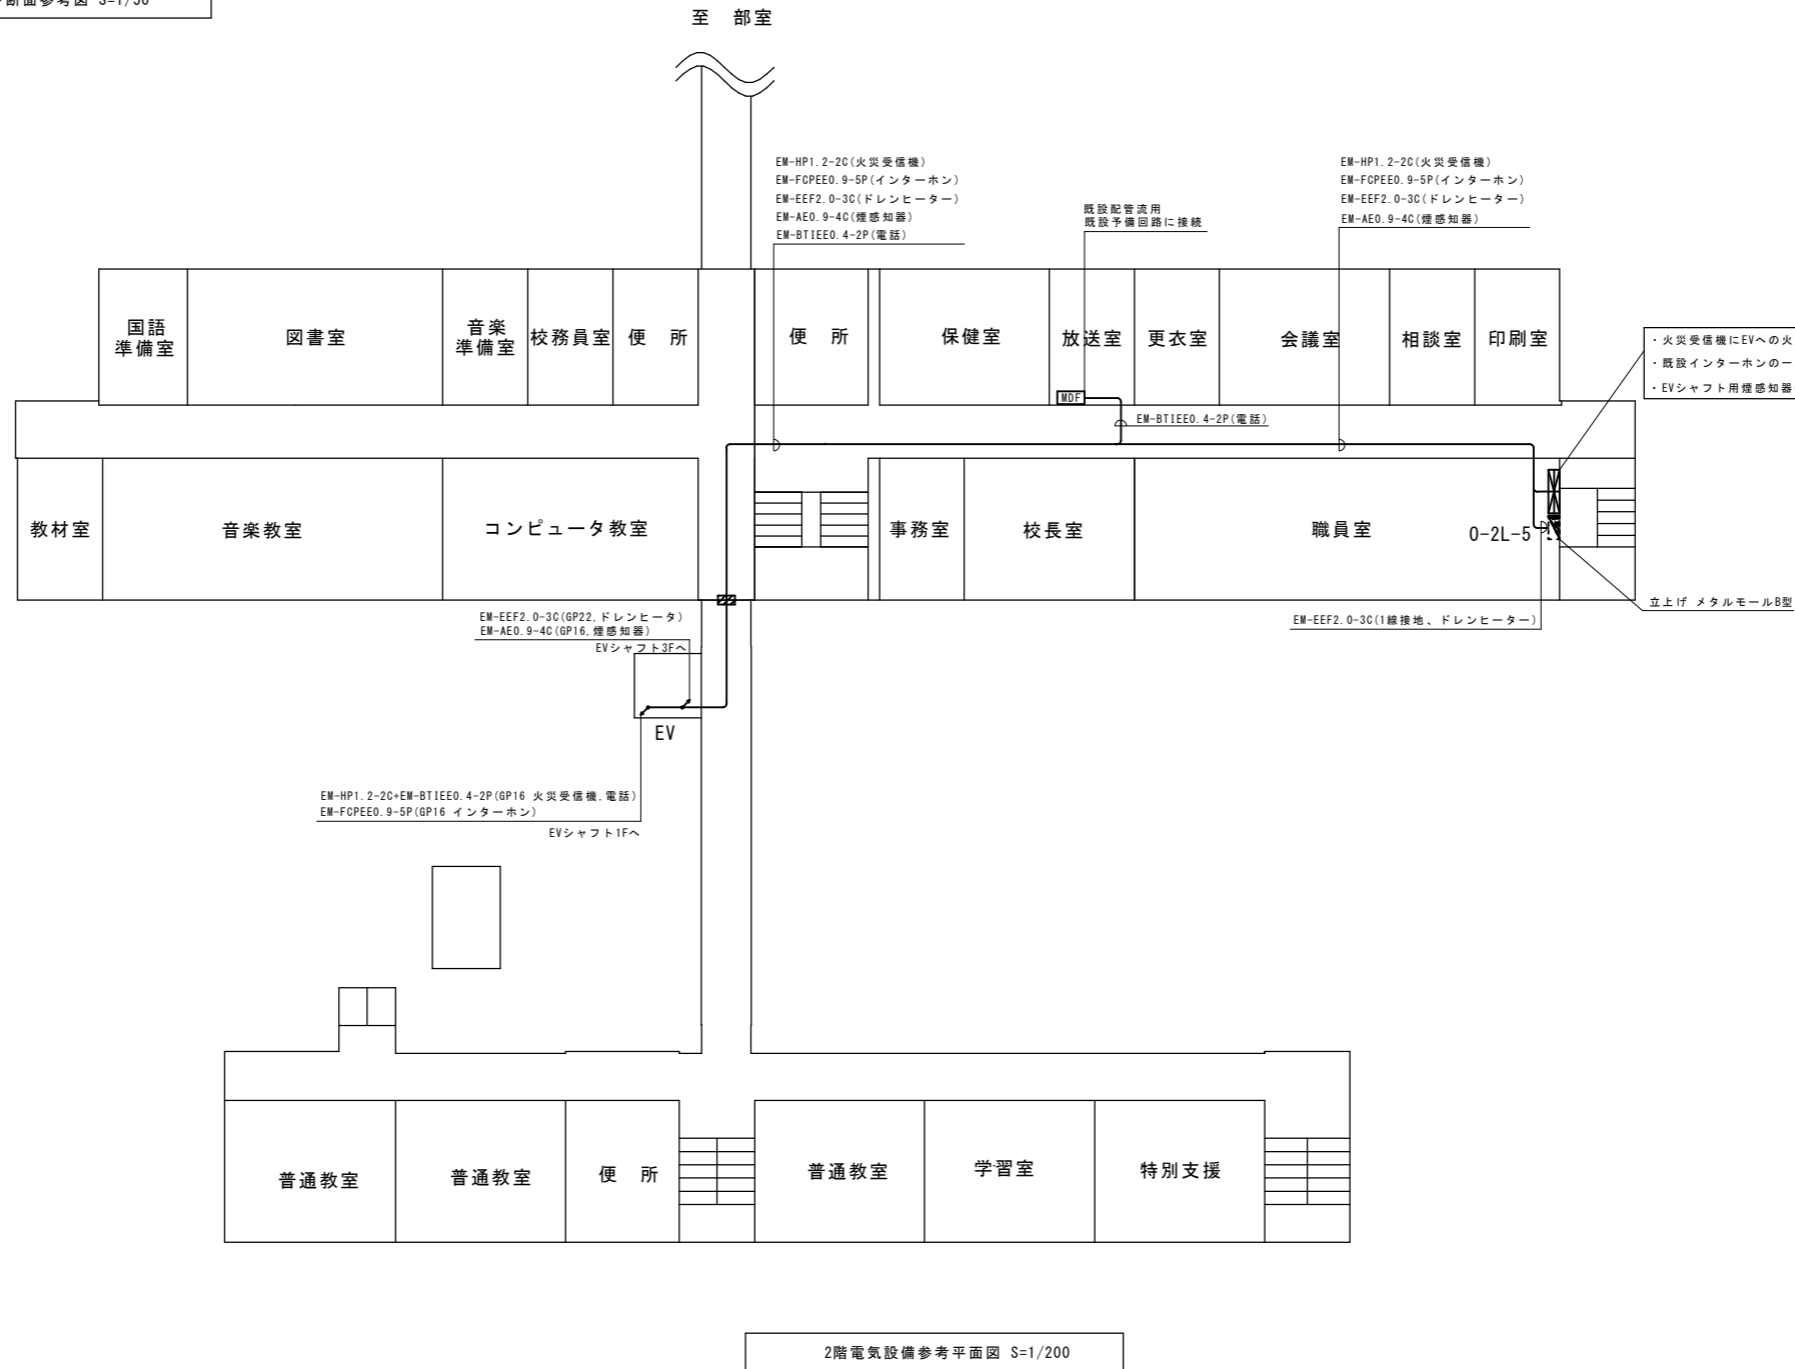 断面参考図 S=1/50
至　部室
EM-HP1.2-2C(火災受信機)
EM-FCPEE0.9-5P(インターホン)
EM-EEF2.0-3C(ドレンヒーター)
EM-AE0.9-4C(煙感知器)
EM-BTIEE0.4-2P(電話)
既設配管流用
既設予備回路に接続
EM-HP1.2-2C(火災受信機)
EM-FCPEE0.9-5P(インターホン)
EM-EEF2.0-3C(ドレンヒーター)
EM-AE0.9-4C(煙感知器)
国語
準備室
図書室
音楽
準備室
校務員室
便　所
便　所
保健室
放送室
更衣室
会議室
相談室
印刷室
・火災受信機にEVへの火
・既設インターホンの一
・EVシャフト用煙感知器
MDF
EM-BTIEE0.4-2P(電話)
教材室
音楽教室
コンピュータ教室
事務室
校長室
職員室
O-2L-5
立上げ メタルモールB型
EM-EEF2.0-3C(GP22,ドレンヒータ)
EM-AE0.9-4C(GP16,煙感知器)
EVシャフト3Fへ
EM-EEF2.0-3C(1線接地、ドレンヒーター)
EV
EM-HP1.2-2C+EM-BTIEE0.4-2P(GP16 火災受信機,電話)
EM-FCPEE0.9-5P(GP16 インターホン)
EVシャフト1Fへ
普通教室
普通教室
便　所
普通教室
学習室
特別支援
2階電気設備参考平面図 S=1/200